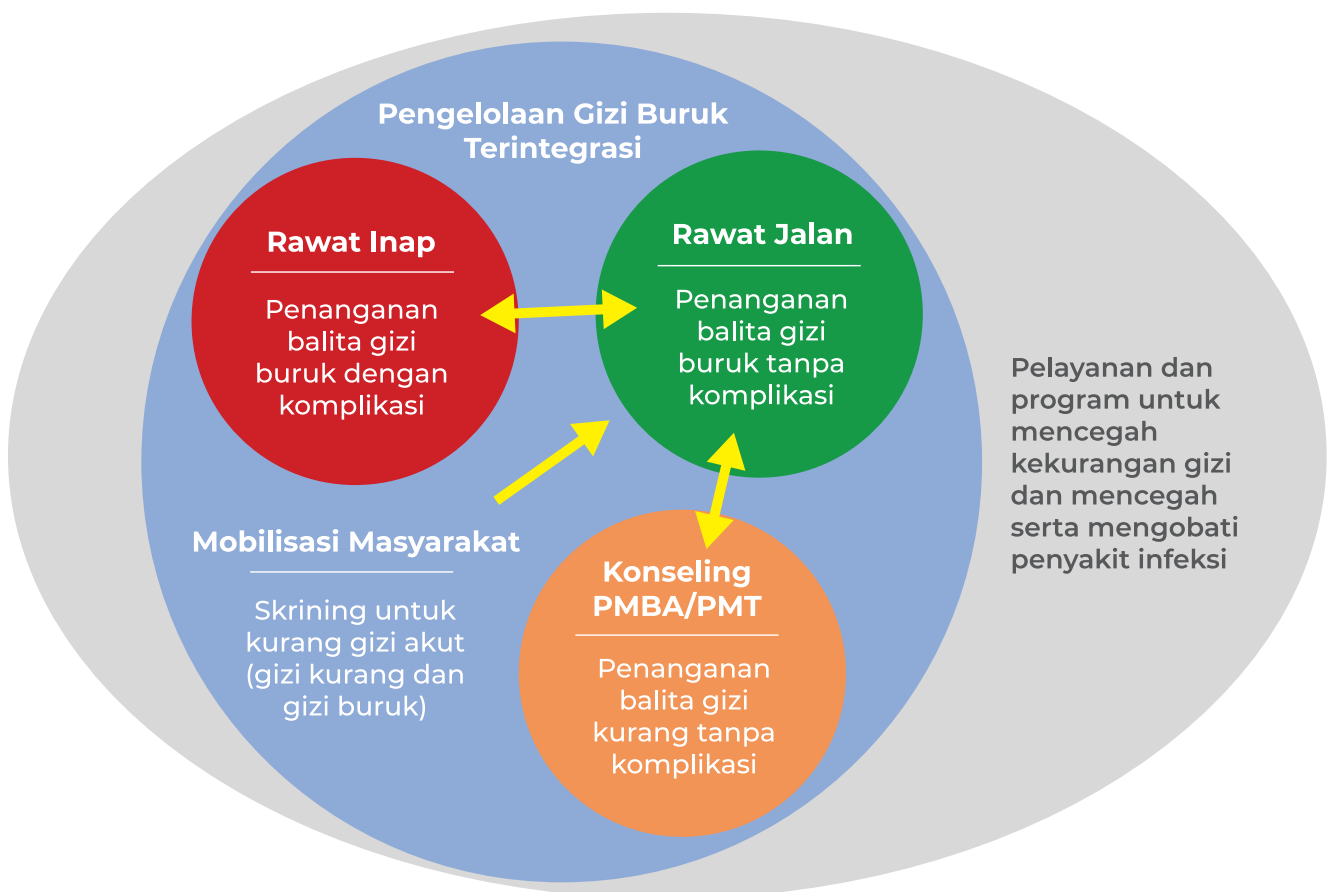 Pengelolaan Gizi Buruk
Terintegrasi
Rawat Inap
Penanganan
balita gizi
buruk dengan
komplikasi
Rawat Jalan
Penanganan
balita gizi
buruk tanpa
komplikasi
Mobilisasi Masyarakat
Skrining untuk
kurang gizi akut
(gizi kurang dan
gizi buruk)
Konseling
PMBA/PMT
Penanganan
balita gizi
kurang tanpa
komplikasi
Pelayanan dan
program untuk
mencegah
kekurangan gizi
dan mencegah
serta mengobati
penyakit infeksi